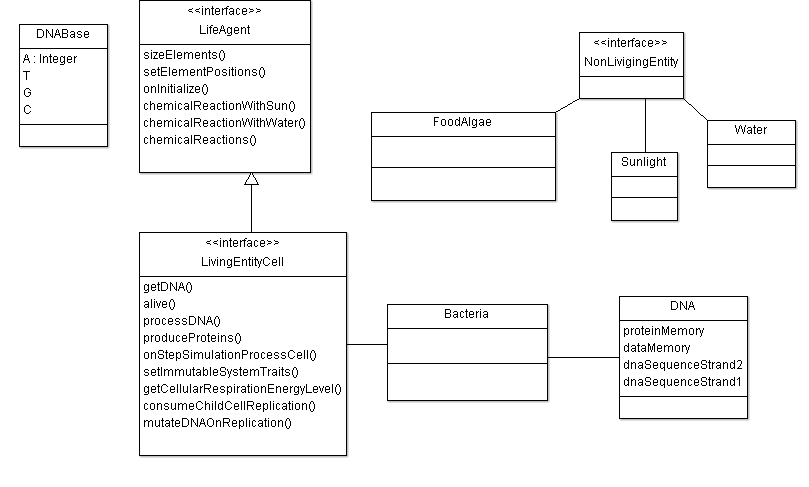 DNABase
A : Integer
T
G
C
<<interface>>
LifeAgent
sizeElements()
setElementPositions()
onInitialize()
chemicalReactionWithSun()
chemicalReactionWithWater()
chemicalReactions()
<<interface>>
NonLivigingEntity
FoodAlgae
Sunlight
Water
<<interface>>
LivingEntityCell
getDNA()
alive()
processDNA()
produceProteins()
onStepSimulationProcessCell()
setImmutableSystemTraits()
getCellularRespirationEnergyLevel()
consumeChildCellReplication()
mutateDNAOnReplication()
Bacteria
DNA
proteinMemory
dataMemory
dnaSequenceStrand2
dnaSequenceStrand1